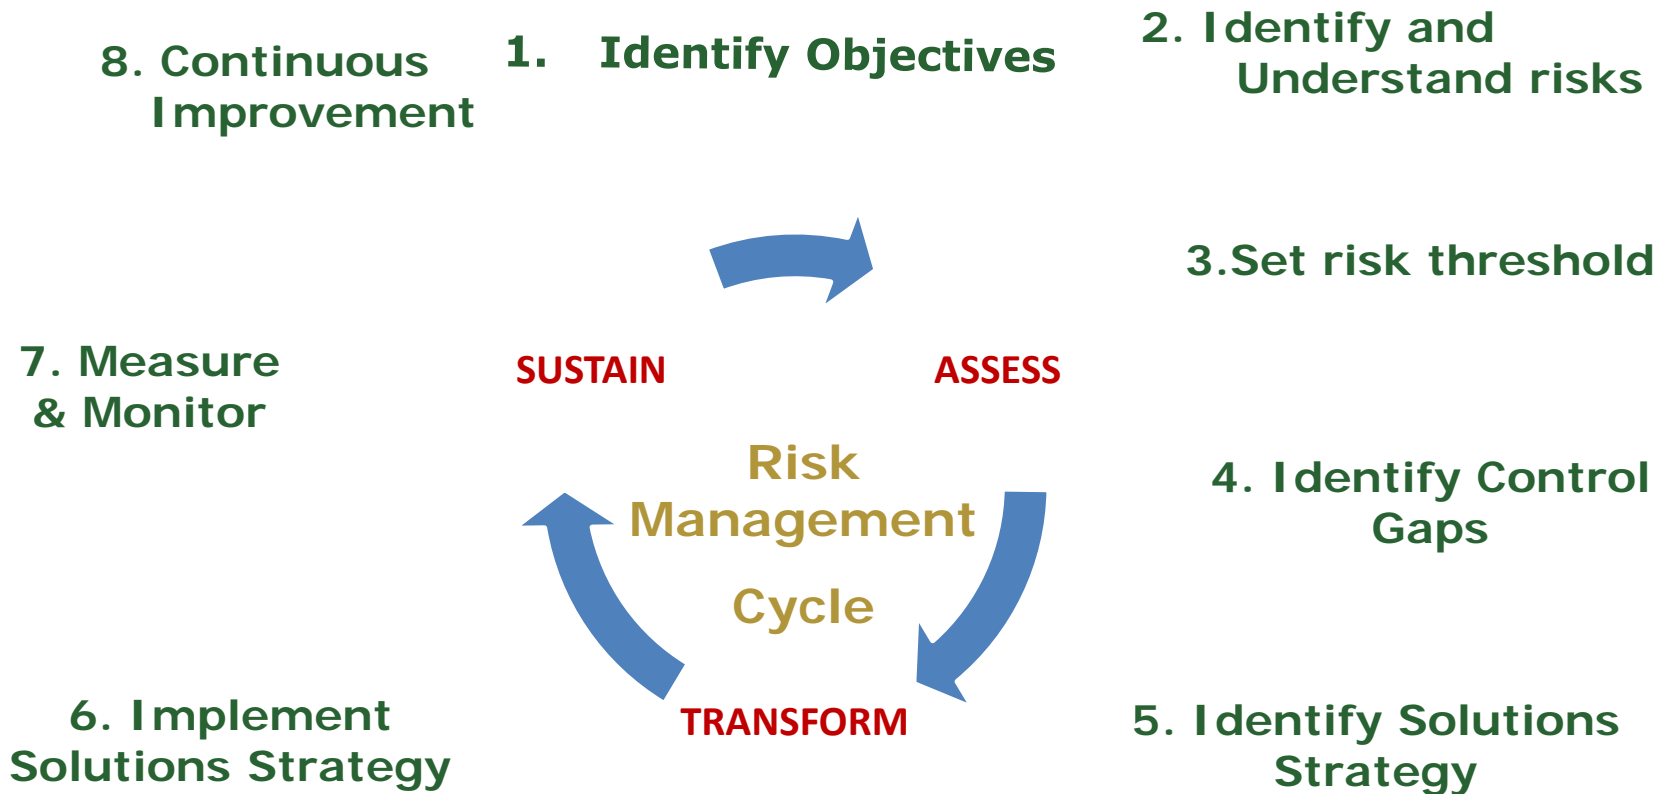 1. Identify Objectives
2. Identify and
Understand risks
3.Set risk threshold
4. Identify Control
Gaps
5. Identify Solutions
Strategy
6. Implement
Solutions Strategy
7. Measure
& Monitor
8. Continuous
Improvement
SUSTAIN
ASSESS
TRANSFORM
Risk
Management
Cycle